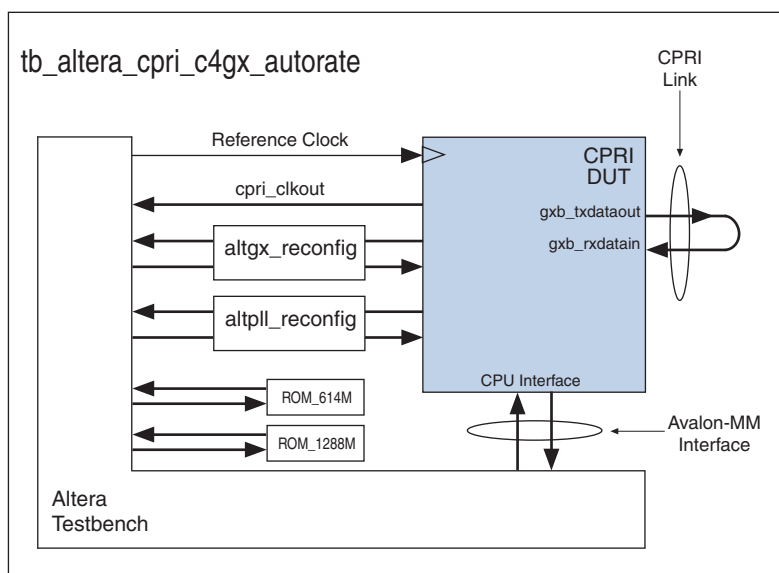 tb_altera_cpri_c4gx_autorate
CPRI
Link
Reference Clock
CPRI
DUT
cpri_clkout
gxb_txdataout
altgx_reconfig
gxb_rxdatain
altpll_reconfig
CPU Interface
ROM_614M
Avalon-MM
Interface
ROM_1288M
Altera
Testbench